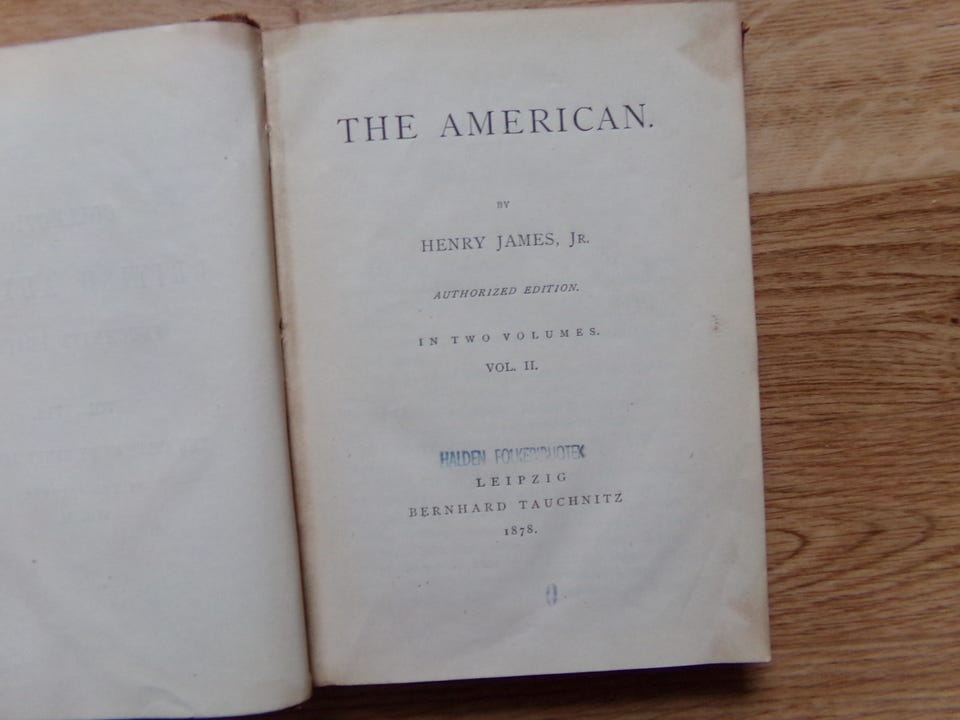 THE AMERICAN.
BY
HENRY JAMES, JR.
AUTHORIZED EDITION.
IN TWO VOLUMES.
VOL. II.
HALDEN FOLKEBIBLIOTEK
LEIPZIG
BERNHARD TAUCHNITZ
1878.
0